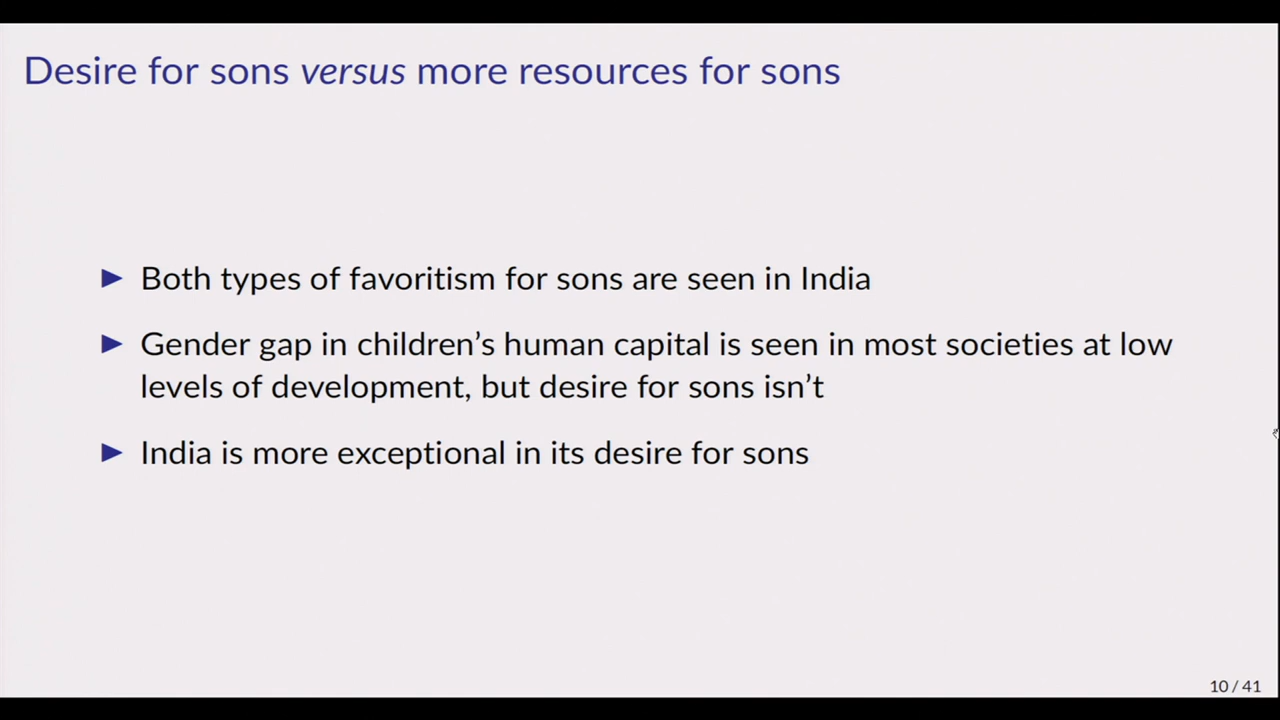 Desire for sons versus more resources for sons
▶ Both types of favoritism for sons are seen in India
▶ Gender gap in children's human capital is seen in most societies at low
levels of development, but desire for sons isn't
▶ India is more exceptional in its desire for sons
10 / 41